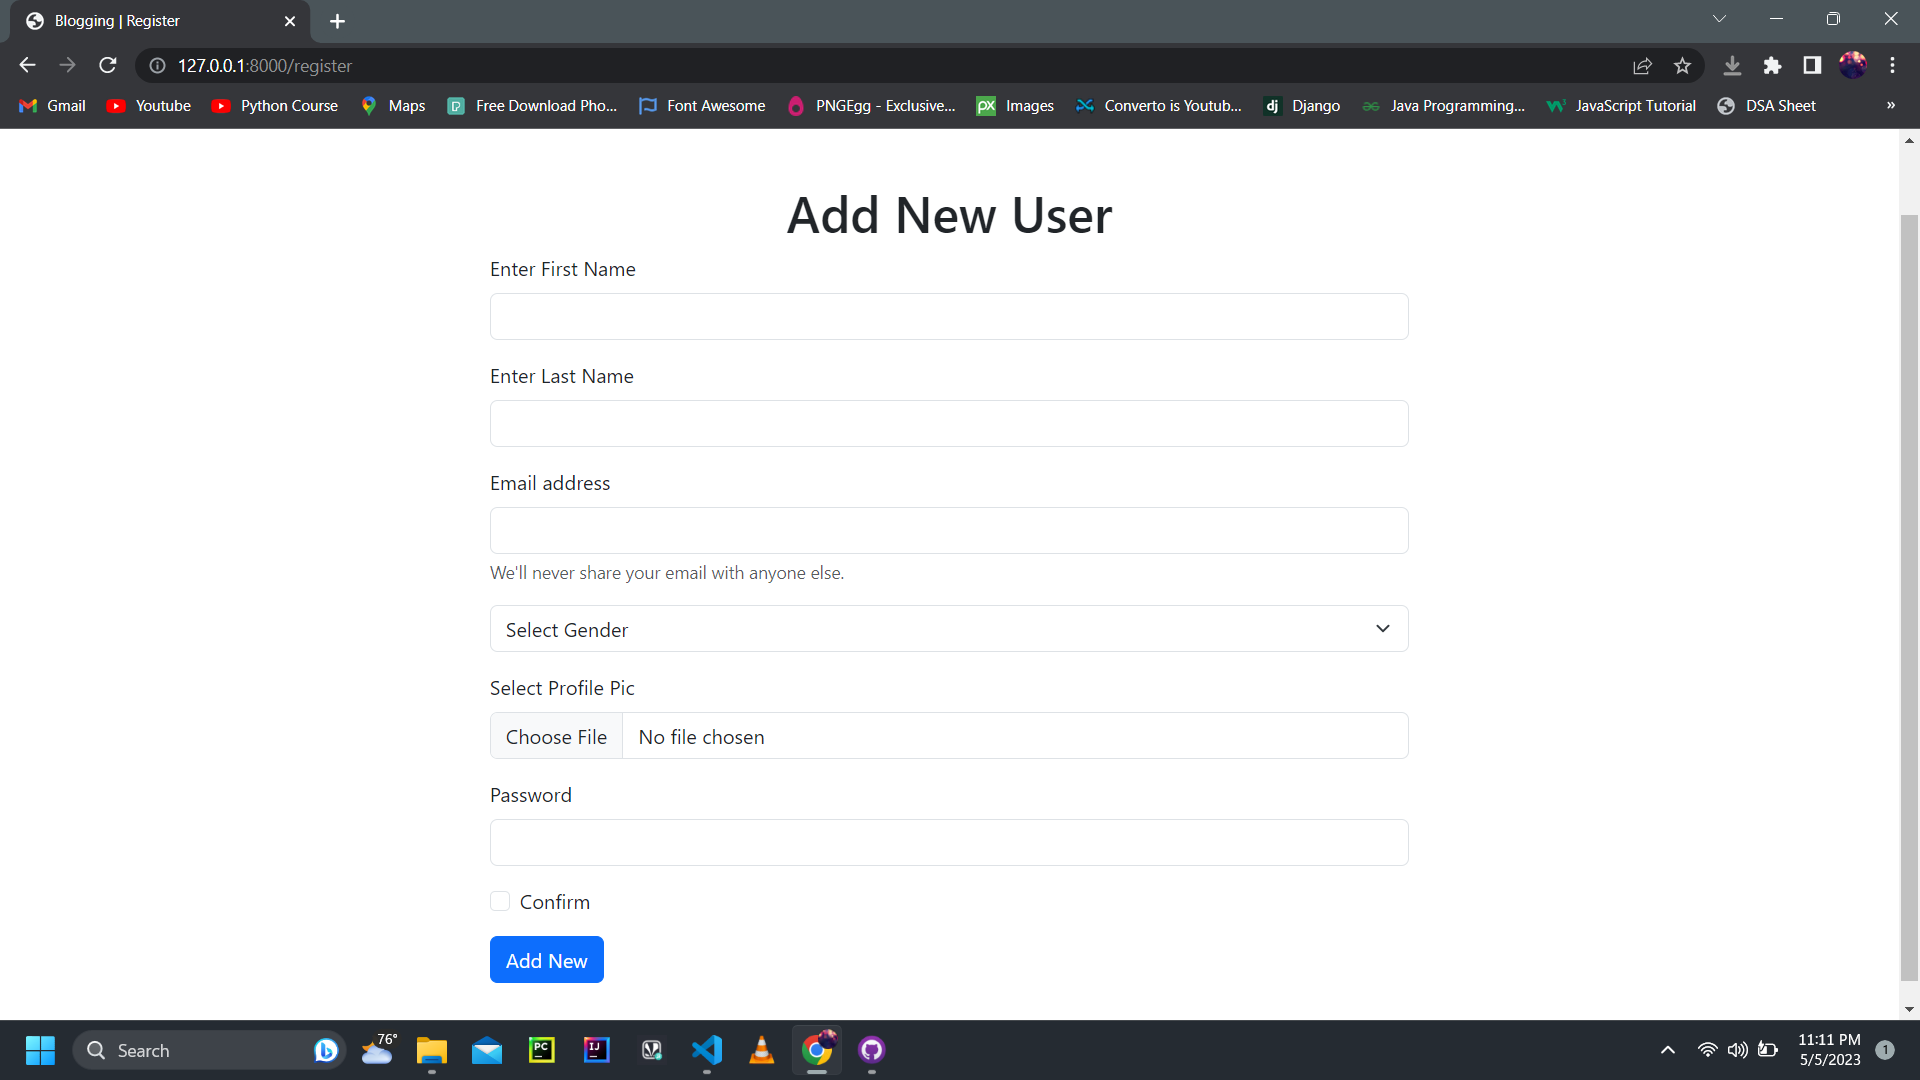 Blogging | Register
127.0.0.1:8000/register
Gmail Youtube Python Course Maps Free Download Pho... Font Awesome PNGEgg - Exclusive... Images Converto is Youtub... Django Java Programming... JavaScript Tutorial DSA Sheet »
Add New User
Enter First Name
Enter Last Name
Email address
We'll never share your email with anyone else.
Select Gender
Select Profile Pic
Choose File No file chosen
Password
Confirm
Add New
Search 76° 11:11 PM
5/5/2023 1